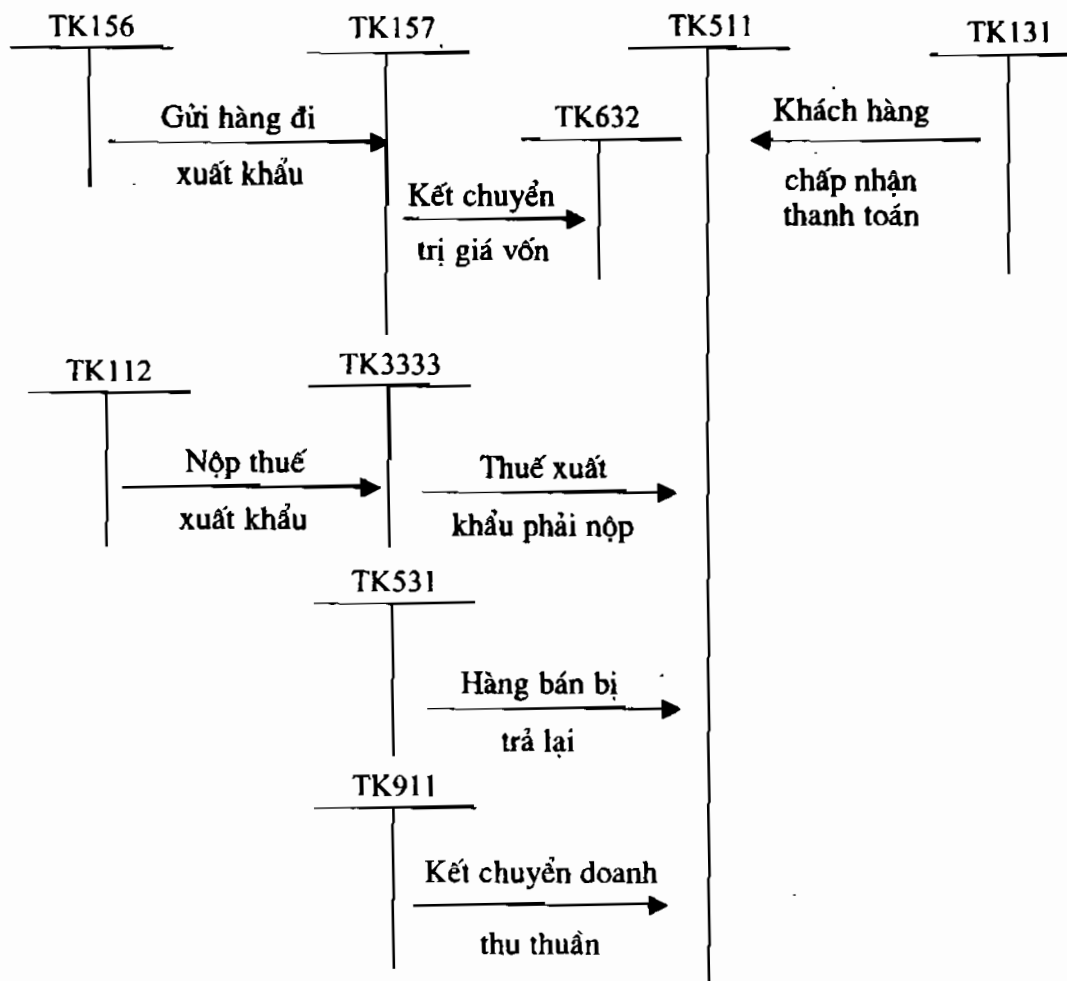 TK156
TK157
TK511
TK131
Gửi hàng đi
xuất khẩu
TK632
Khách hàng
chấp nhận
thanh toán
Kết chuyển
trị giá vốn
TK112
TK3333
Nộp thuế
xuất khẩu
Thuế xuất
khẩu phải nộp
TK531
Hàng bán bị
trả lại
TK911
Kết chuyển doanh
thu thuần